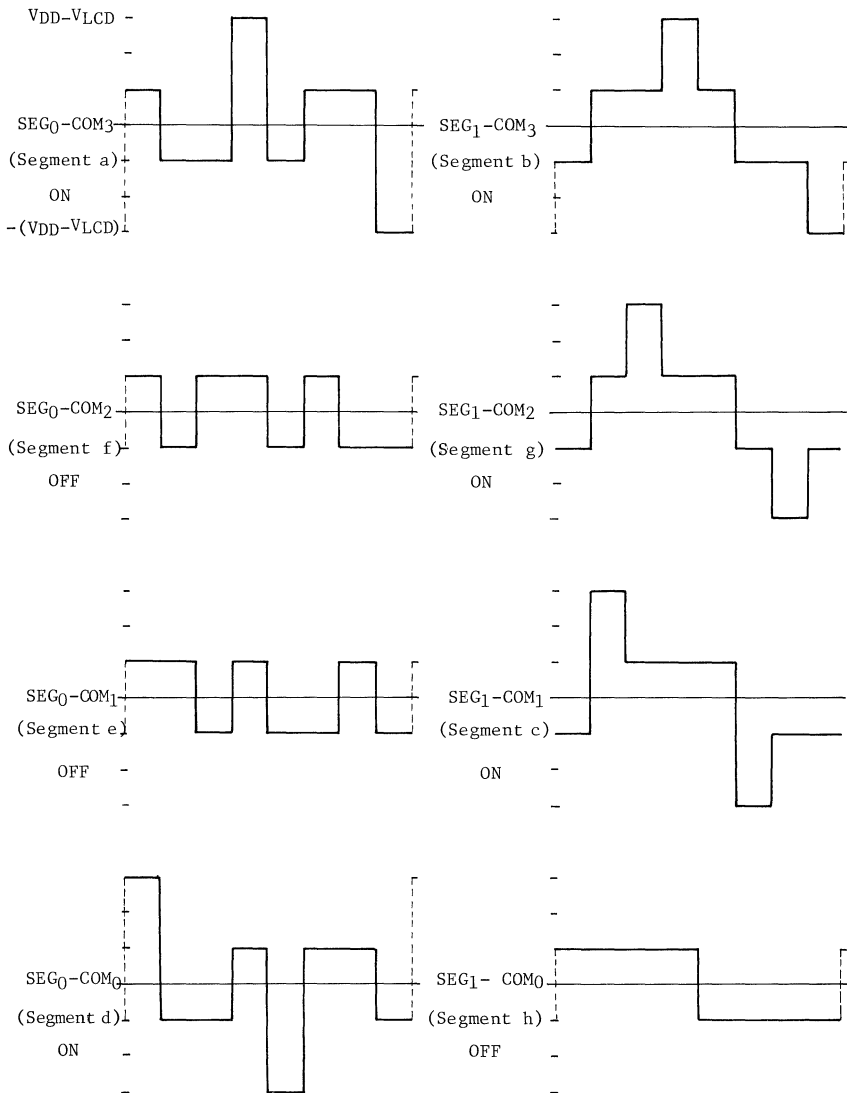 VDD-VLCD
SEG0-COM3
(Segment a)
ON
-(VDD-VLCD)
SEG1-COM3
(Segment b)
ON
SEG0-COM2
(Segment f)
OFF
SEG1-COM2
(Segment g)
ON
SEG0-COM1
(Segment e)
OFF
SEG1-COM1
(Segment c)
ON
SEG0-COM0
(Segment d)
ON
SEG1- COM0
(Segment h)
OFF